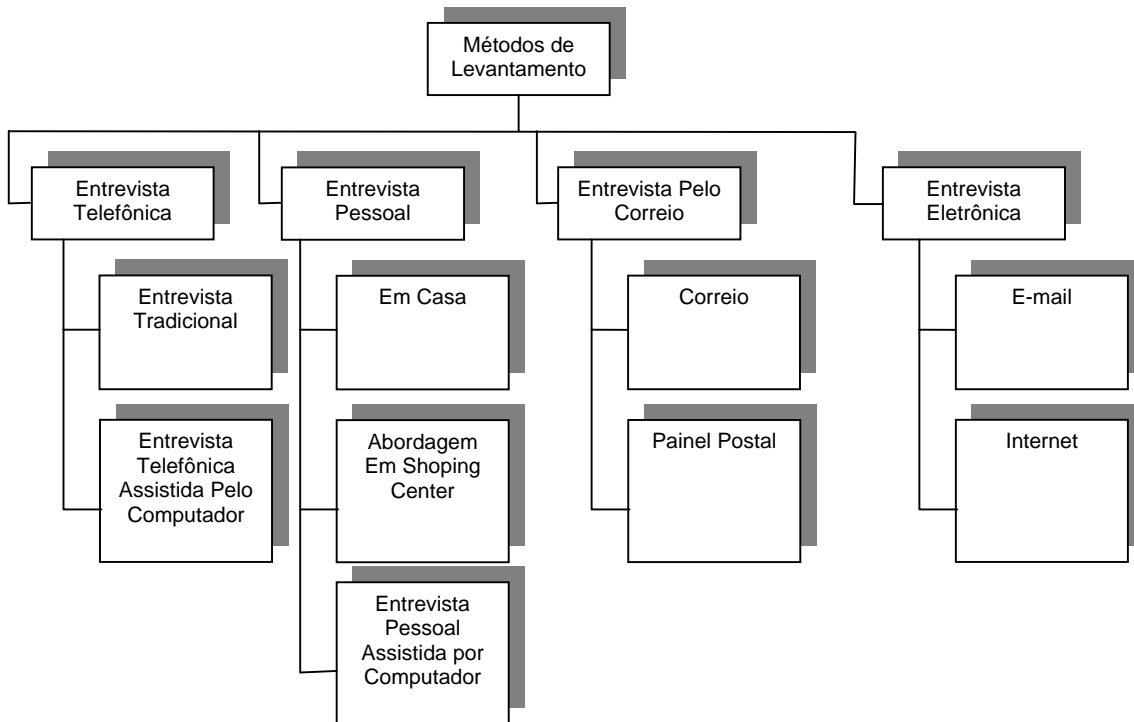 Métodos de
Levantamento
Entrevista
Telefônica
Entrevista
Pessoal
Entrevista Pelo
Correio
Entrevista
Eletrônica
Entrevista
Tradicional
Em Casa
Correio
E-mail
Entrevista
Telefônica
Assistida Pelo
Computador
Abordagem
Em Shoping
Center
Painel Postal
Internet
Entrevista
Pessoal
Assistida por
Computador